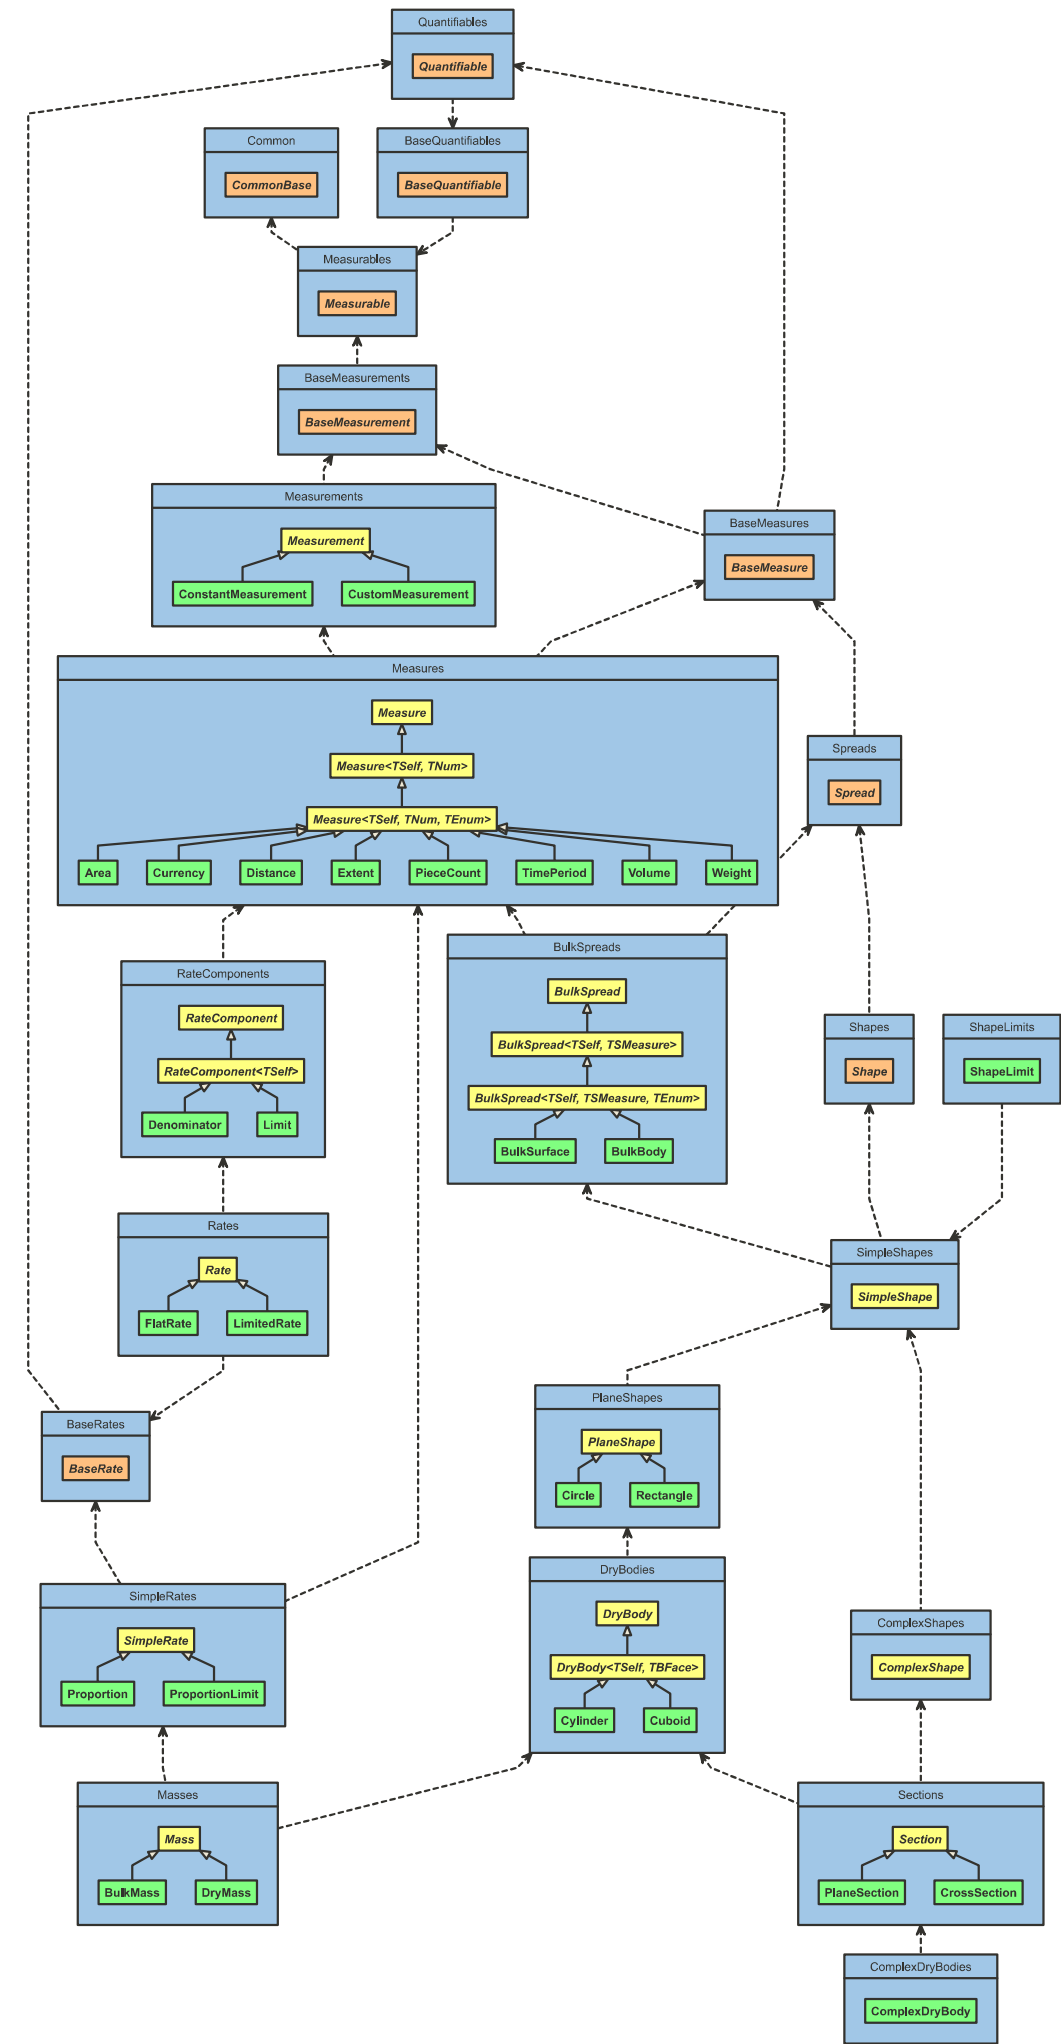 Quantifiables
Quantifiable
Common
CommonBase
BaseQuantifiables
BaseQuantifiable
Measurables
Measurable
BaseMeasurements
BaseMeasurement
Measurements
Measurement
ConstantMeasurement
CustomMeasurement
BaseMeasures
BaseMeasure
Measures
Measure
Measure<TSelf, TNum>
Measure<TSelf, TNum, TEnum>
Area
Currency
Distance
Extent
PieceCount
TimePeriod
Volume
Weight
Spreads
Spread
RateComponents
RateComponent
RateComponent<TSelf>
Denominator
Limit
BulkSpreads
BulkSpread
BulkSpread<TSelf, TSMeasure>
BulkSpread<TSelf, TSMeasure, TEnum>
BulkSurface
BulkBody
Shapes
Shape
ShapeLimits
ShapeLimit
Rates
Rate
FlatRate
LimitedRate
SimpleShapes
SimpleShape
BaseRates
BaseRate
PlaneShapes
PlaneShape
Circle
Rectangle
SimpleRates
SimpleRate
Proportion
ProportionLimit
DryBodies
DryBody
DryBody<TSelf, TBFace>
Cylinder
Cuboid
ComplexShapes
ComplexShape
Masses
Mass
BulkMass
DryMass
Sections
Section
PlaneSection
CrossSection
ComplexDryBodies
ComplexDryBody